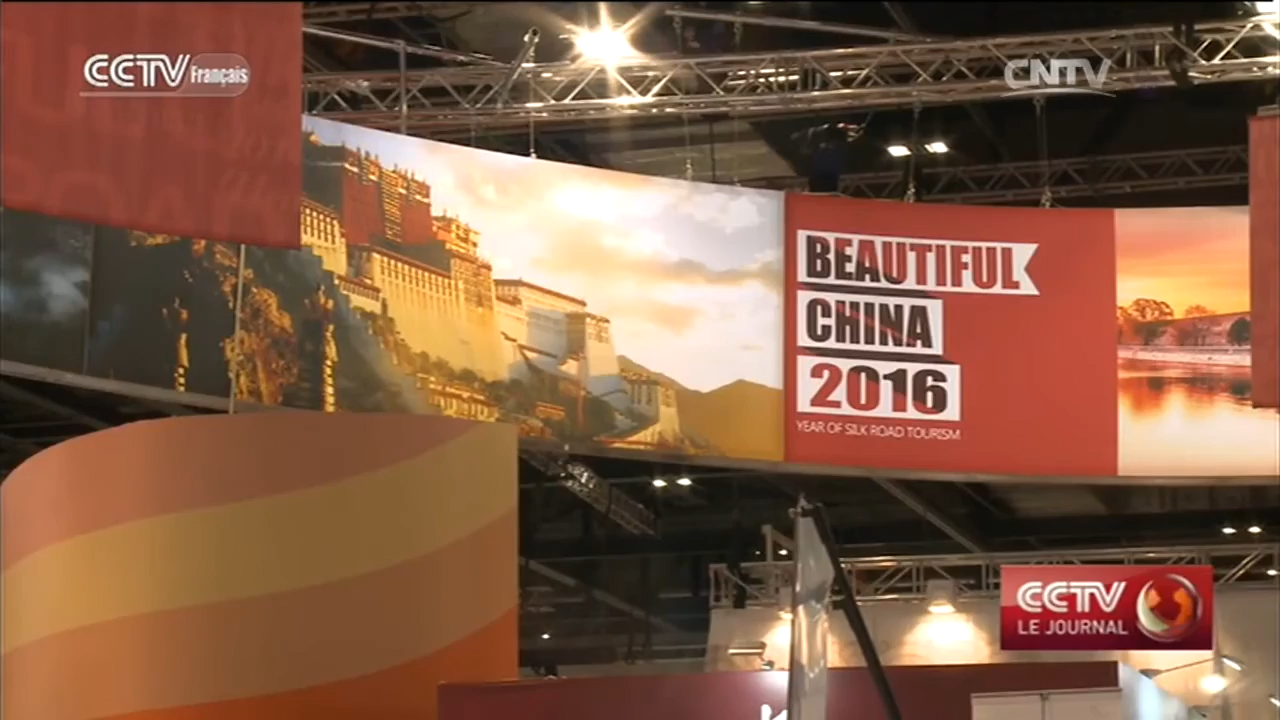 CCTV Français
CNTV
BEAUTIFUL
CHINA
2016
YEAR OF SILK ROAD TOURISM
CCTV
LE JOURNAL